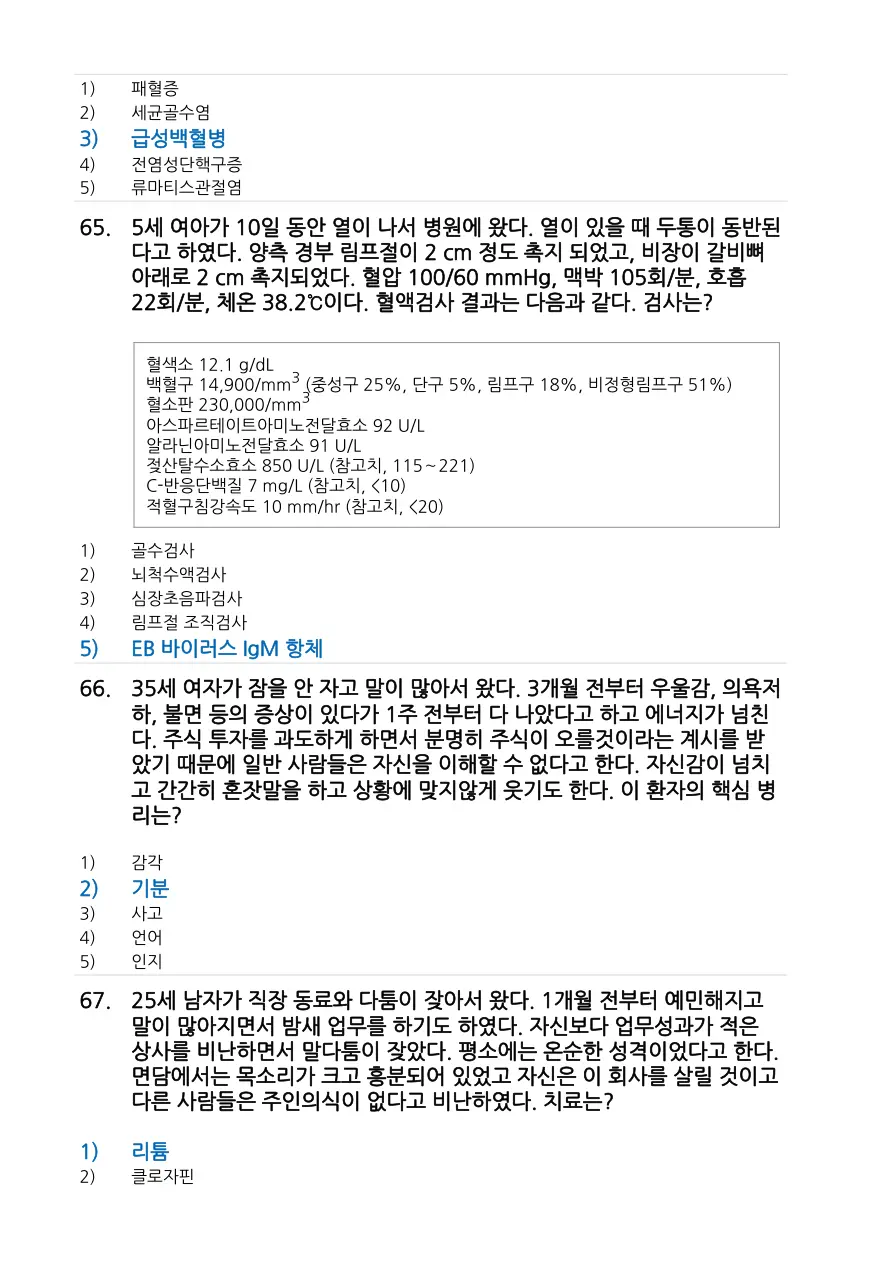 1) 패혈증
2) 세균골수염
3) 급성백혈병
4) 전염성단핵구증
5) 류마티스관절염
65. 5세 여아가 10일 동안 열이 나서 병원에 왔다. 열이 있을 때 두통이 동반된
다고 하였다. 양측 경부 림프절이 2 cm 정도 촉지 되었고, 비장이 갈비뼈
아래로 2 cm 촉지되었다. 혈압 100/60 mmHg, 맥박 105회/분, 호흡
22회/분, 체온 38.2℃이다. 혈액검사 결과는 다음과 같다. 검사는?
혈색소 12.1 g/dL
백혈구 14,900/mm³ (중성구 25%, 단구 5%, 림프구 18%, 비정형림프구 51%)
혈소판 230,000/mm³
아스파르테이트아미노전달효소 92 U/L
알라닌아미노전달효소 91 U/L
젖산탈수소효소 850 U/L (참고치, 115~221)
C-반응단백질 7 mg/L (참고치, <10)
적혈구침강속도 10 mm/hr (참고치, <20)
1) 골수검사
2) 뇌척수액검사
3) 심장초음파검사
4) 림프절 조직검사
5) EB 바이러스 IgM 항체
66. 35세 여자가 잠을 안 자고 말이 많아서 왔다. 3개월 전부터 우울감, 의욕저
하, 불면 등의 증상이 있다가 1주 전부터 다 나았다고 하고 에너지가 넘친
다. 주식 투자를 과도하게 하면서 분명히 주식이 오를것이라는 계시를 받
았기 때문에 일반 사람들은 자신을 이해할 수 없다고 한다. 자신감이 넘치
고 간간히 혼잣말을 하고 상황에 맞지않게 웃기도 한다. 이 환자의 핵심 병
리는?
1) 감각
2) 기분
3) 사고
4) 언어
5) 인지
67. 25세 남자가 직장 동료와 다툼이 잦아서 왔다. 1개월 전부터 예민해지고
말이 많아지면서 밤새 업무를 하기도 하였다. 자신보다 업무성과가 적은
상사를 비난하면서 말다툼이 잦았다. 평소에는 온순한 성격이었다고 한다.
면담에서는 목소리가 크고 흥분되어 있었고 자신은 이 회사를 살릴 것이고
다른 사람들은 주인의식이 없다고 비난하였다. 치료는?
1) 리튬
2) 클로자핀